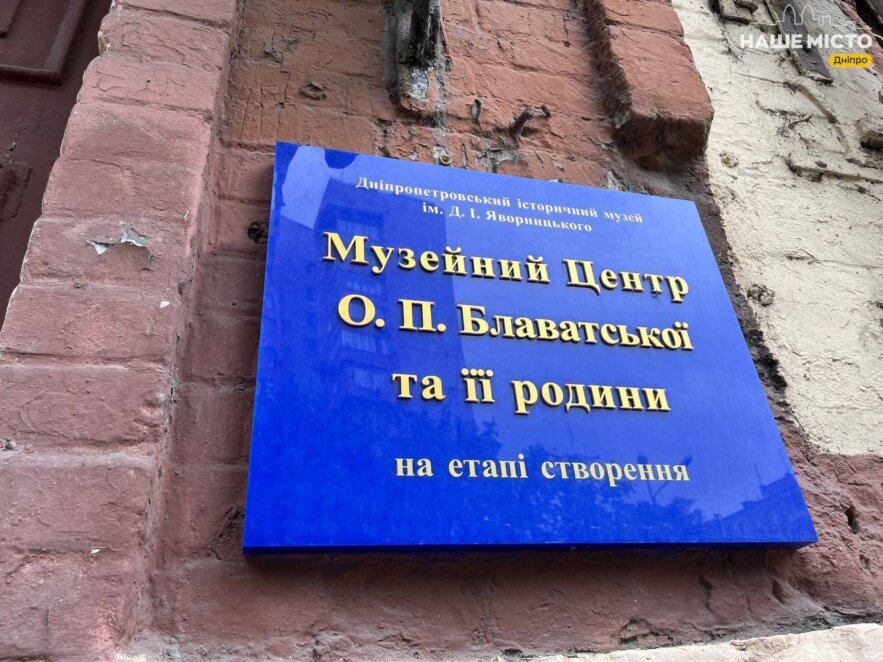 НАШЕ МІСТО
Дніпро
Дніпропетровський історичний музей
ім. Д. І. Яворницького
Музейний Центр
О. П. Блаватської
та її родини
на етапі створення